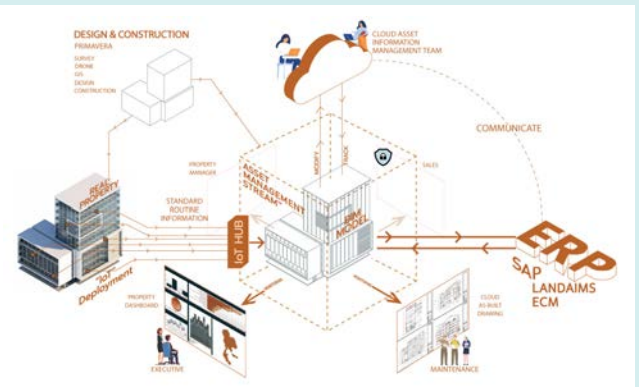 DESIGN & CONSTRUCTION
PRIMAVERA
SURVEY
DRONE
GIS
DESIGN
CONSTRUCTION
CLOUD ASSET
INFORMATION
MANAGEMENT TEAM
COMMUNICATE
PROPERTY
MANAGER
ASSET
MANAGEMENT
STREAM
MODIFY
TRACK
SALES
REAL
PROPERTY
STANDARD
ROUTINE
INFORMATION
IoT HUB
BIM
MODEL
"IoT"
Deployment
ERP
SAP
LANDAIMS
ECM
PROPERTY
DASHBOARD
EXECUTIVE
CLOUD
AS-BUILT
DRAWING
MAINTENANCE